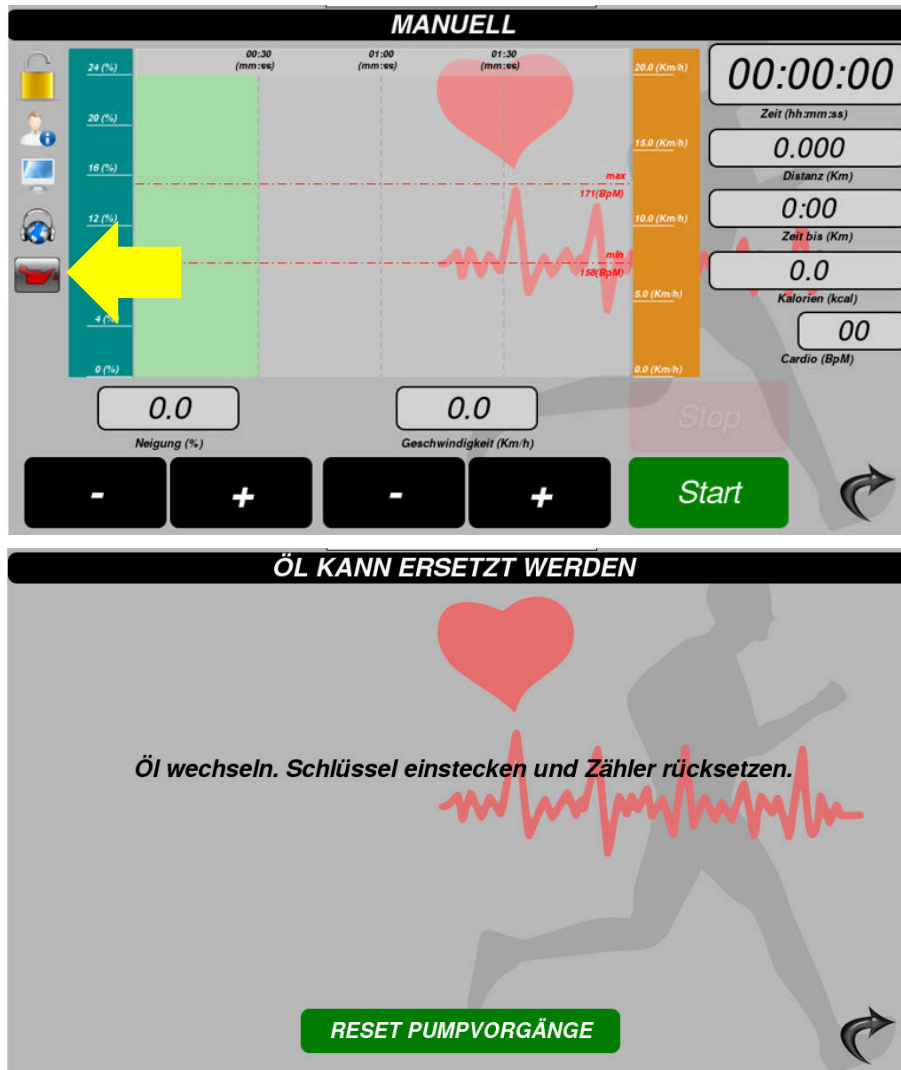 MANUELL
00:30
(mm:ss)
01:00
(mm:ss)
01:30
(mm:ss)
24 (%)
20 (%)
16 (%)
12 (%)
4 (%)
0 (%)
max
171(BpM)
min
158(BpM)
20.0 (Km/h)
15.0 (Km/h)
10.0 (Km/h)
5.0 (Km/h)
0.0 (Km/h)
00:00:00
Zeit (hh:mm:ss)
0.000
Distanz (Km)
0:00
Zeit bis (Km)
0.0
Kalorien (kcal)
00
Cardio (BpM)
0.0
Neigung (%)
0.0
Geschwindigkeit (Km/h)
Stop
- + - + Start
ÖL KANN ERSETZT WERDEN
Öl wechseln. Schlüssel einstecken und Zähler rücksetzen.
RESET PUMPVORGÄNGE